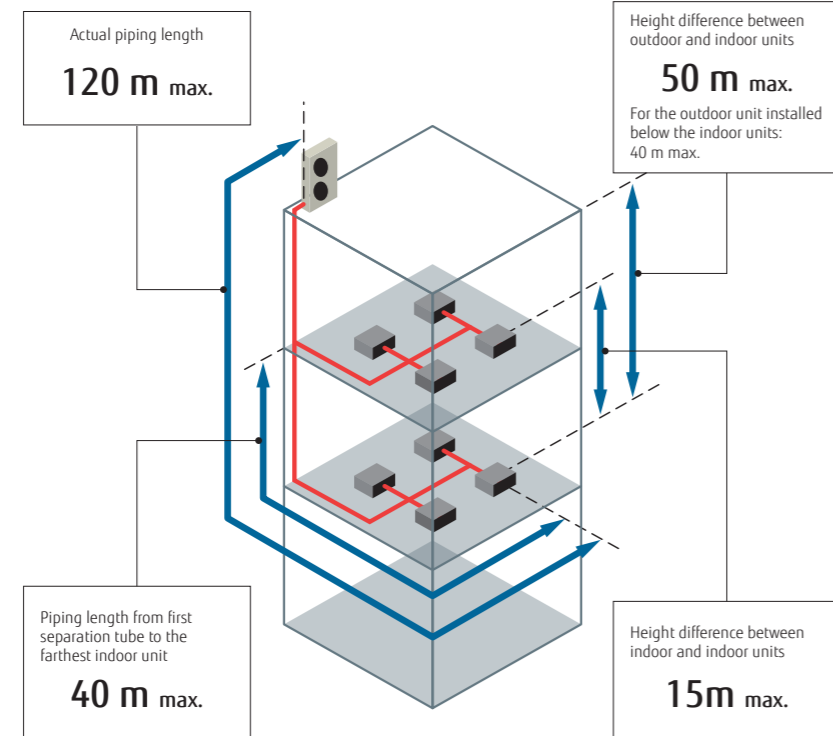 Actual piping length
120 m max.
Height difference between
outdoor and indoor units
50 m max.
For the outdoor unit installed
below the indoor units:
40 m max.
Piping length from first
separation tube to the
farthest indoor unit
40 m max.
Height difference between
indoor and indoor units
15m max.